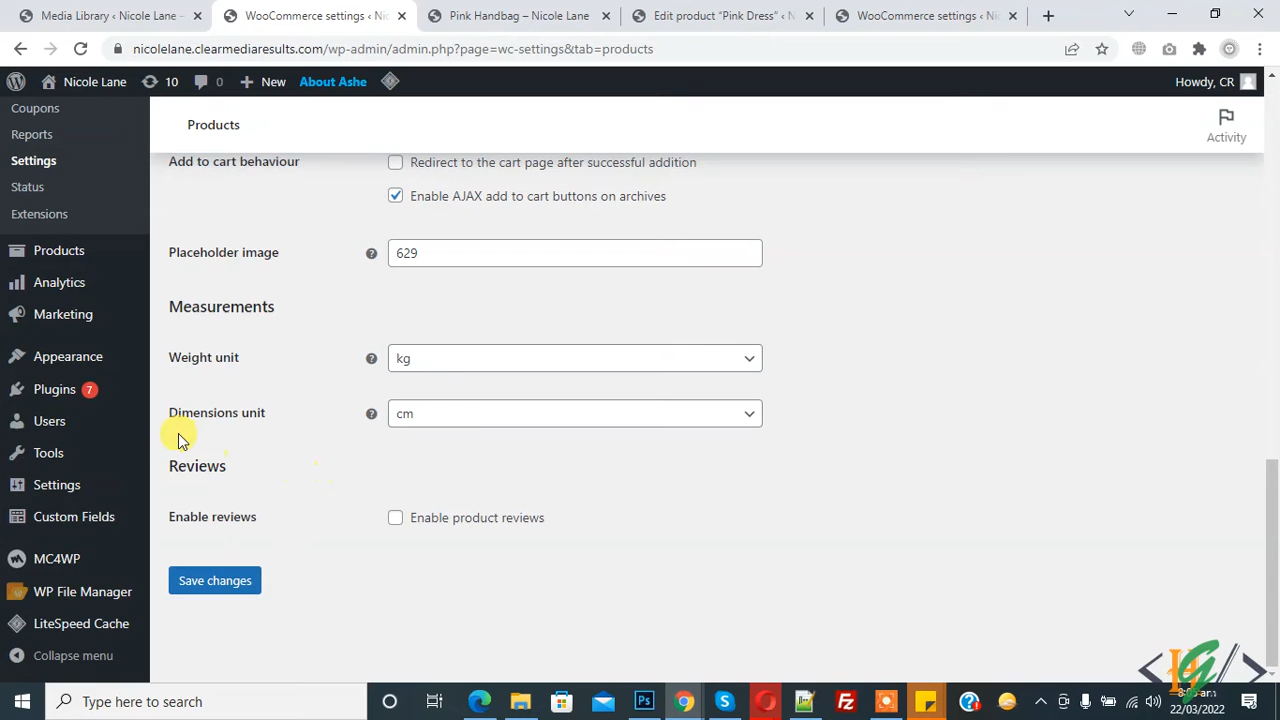 Media Library ‹ Nicole Lane –
WooCommerce settings ‹ Nic
Pink Handbag – Nicole Lane
Edit product “Pink Dress” ‹ N
WooCommerce settings ‹ Nic
nicolelane.clearmediaresults.com/wp-admin/admin.php?page=wc-settings&tab=products
Nicole Lane 10 0 New About Ashe Howdy, CR
Coupons
Reports
Settings
Status
Extensions
Products
Analytics
Marketing
Appearance
Plugins 7
Users
Tools
Settings
Custom Fields
MC4WP
WP File Manager
LiteSpeed Cache
Collapse menu
Products
Activity
Add to cart behaviour
Redirect to the cart page after successful addition
Enable AJAX add to cart buttons on archives
Placeholder image 629
Measurements
Weight unit kg
Dimensions unit cm
Reviews
Enable reviews Enable product reviews
Save changes
Type here to search
22/03/2022